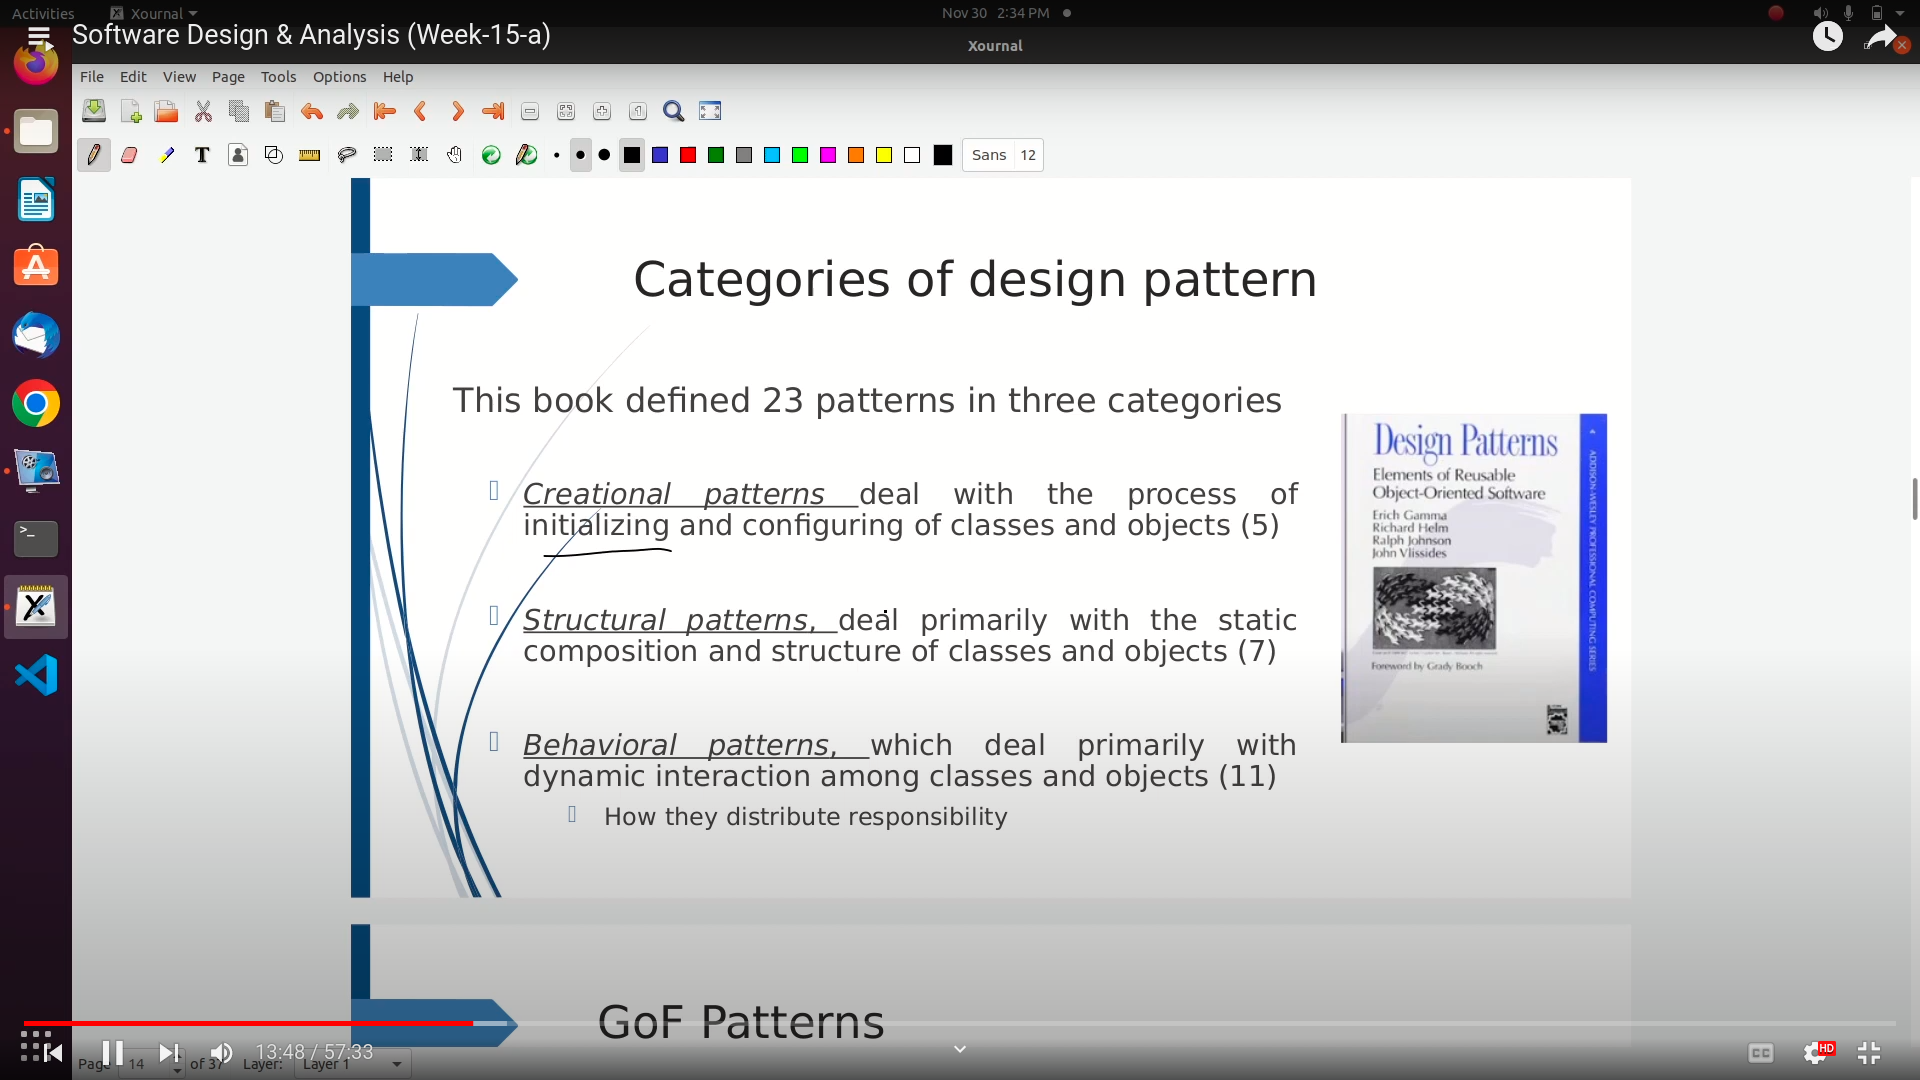 Activities
Xournal
Nov 30 2:34 PM
Software Design & Analysis (Week-15-a)
Xournal
File Edit View Page Tools Options Help
Sans 12
Categories of design pattern
This book defined 23 patterns in three categories
Creational patterns deal with the process of
initializing and configuring of classes and objects (5)
Structural patterns, deal primarily with the static
composition and structure of classes and objects (7)
Behavioral patterns, which deal primarily with
dynamic interaction among classes and objects (11)
How they distribute responsibility
Design Patterns
Elements of Reusable
Object-Oriented Software
Erich Gamma
Richard Helm
Ralph Johnson
John Vlissides
Foreword by Grady Booch
ADDISON-WESLEY PROFESSIONAL COMPUTING SERIES
GoF Patterns
13:48 / 57:33
CC
HD
Page 14 of 37 Layer: Layer 1